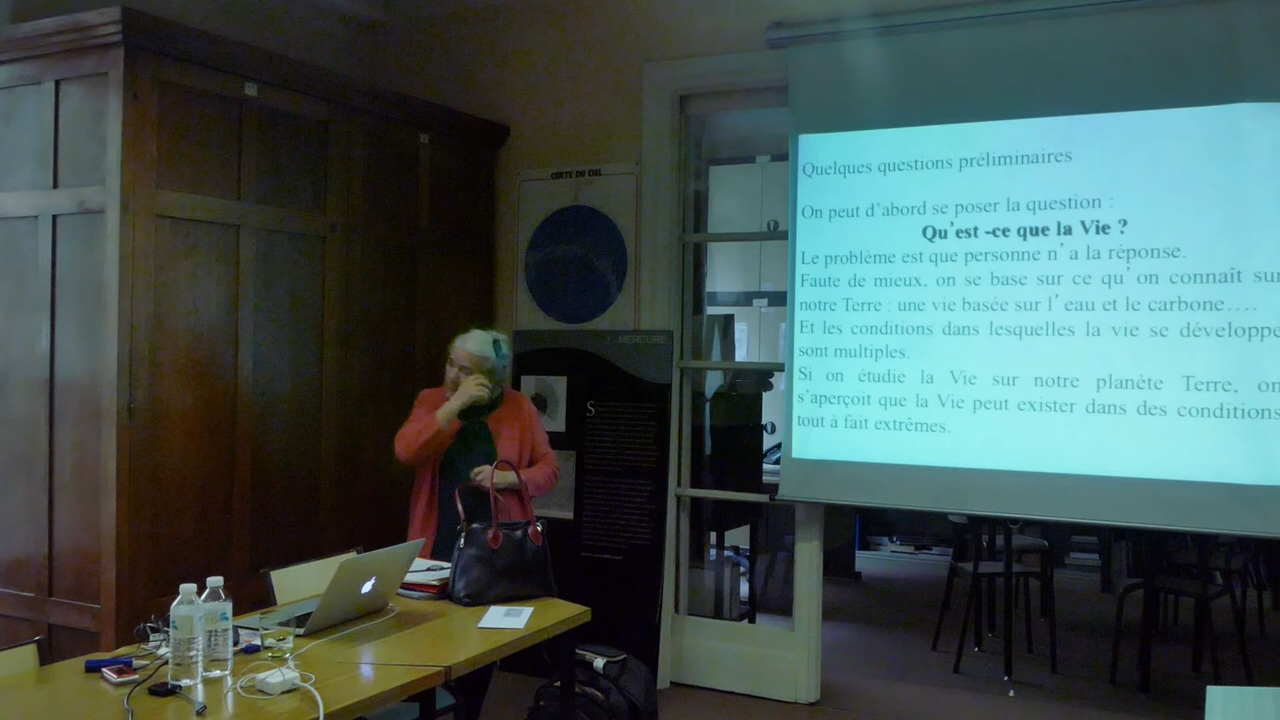 CARTE DU CIEL
MERCURE
S
Quelques questions préliminaires
On peut d'abord se poser la question :
Qu'est -ce que la Vie ?
Le problème est que personne n' a la réponse.
Faute de mieux, on se base sur ce qu' on connaît sur
notre Terre : une vie basée sur l' eau et le carbone….
Et les conditions dans lesquelles la vie se développe
sont multiples.
Si on étudie la Vie sur notre planète Terre, on
s'aperçoit que la Vie peut exister dans des conditions
tout à fait extrêmes.